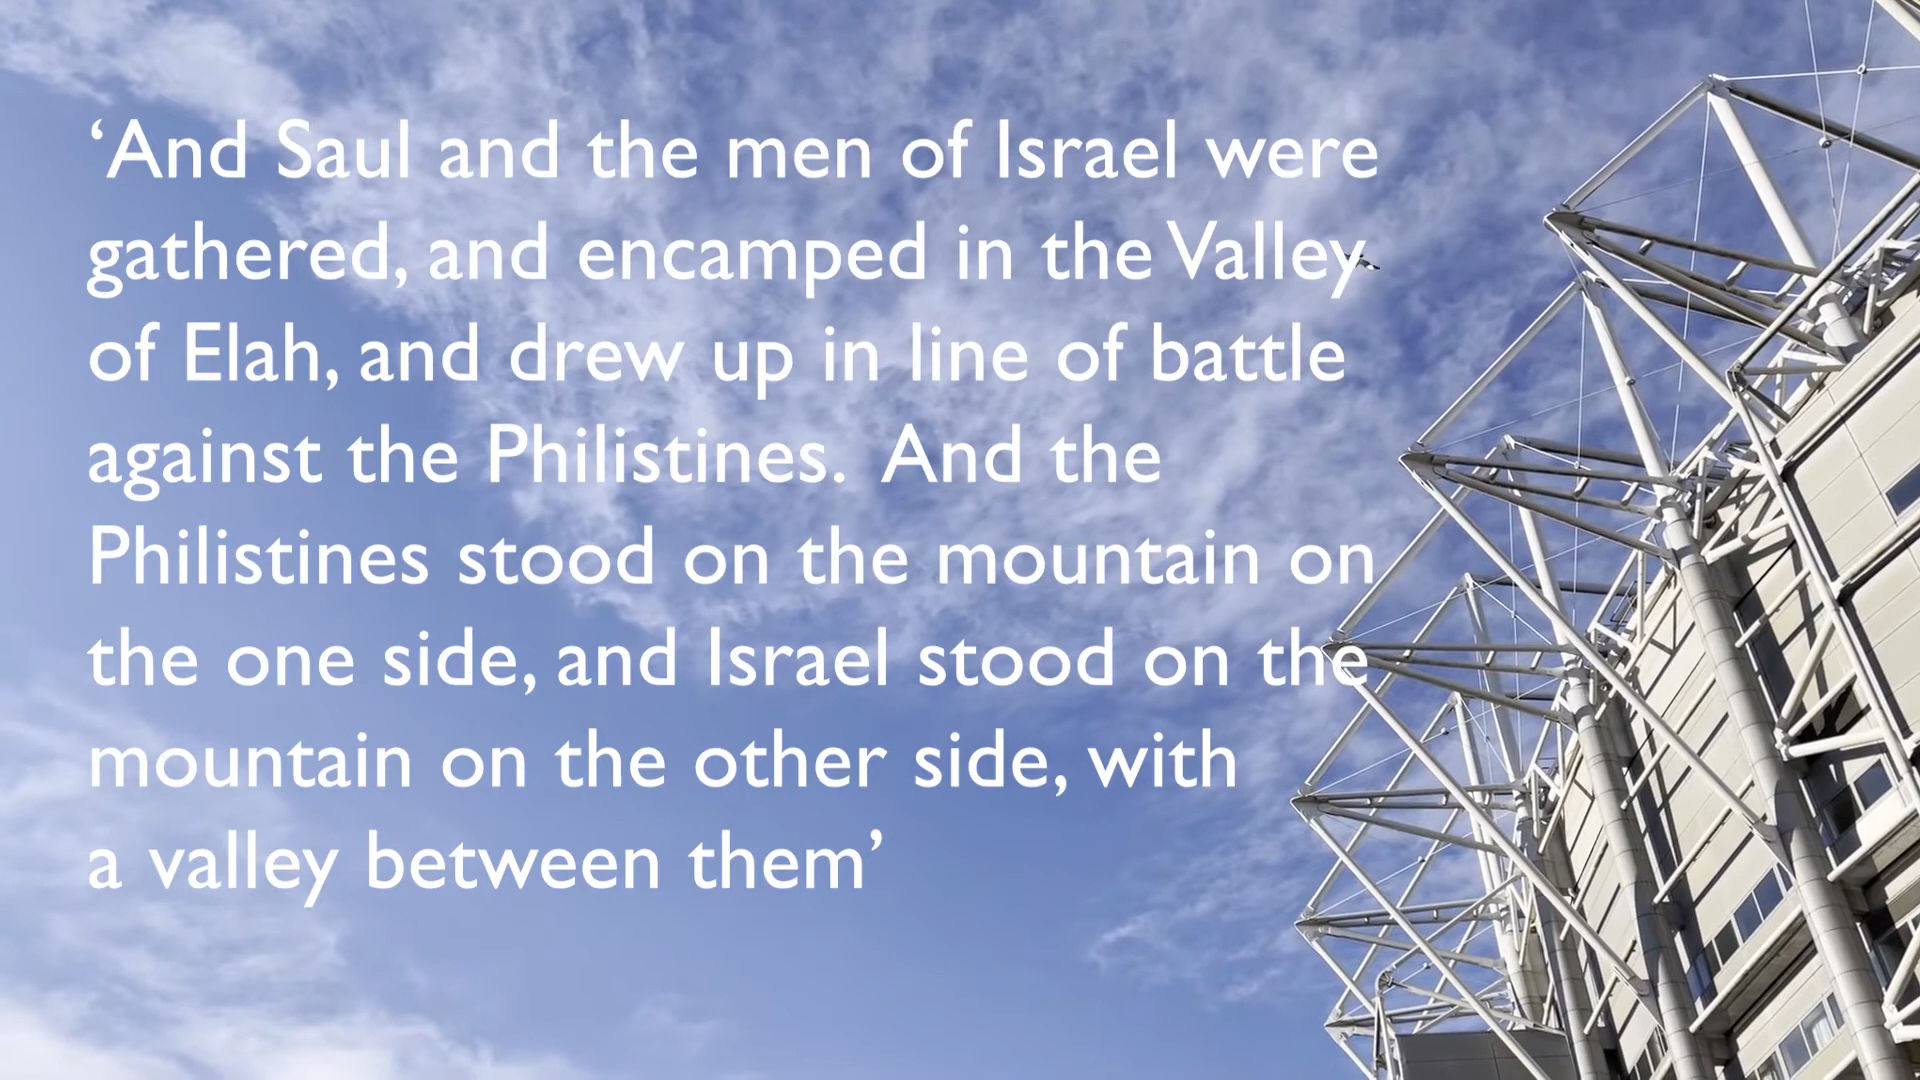 ‘And Saul and the men of Israel were
gathered, and encamped in the Valley
of Elah, and drew up in line of battle
against the Philistines.  And the
Philistines stood on the mountain on
the one side, and Israel stood on the
mountain on the other side, with
a valley between them’